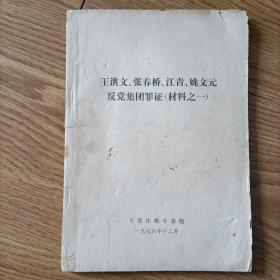 王洪文、张春桥、江青、姚文元
反党集团罪证(材料之一)
王张江姚专案组
一九七六年十二月